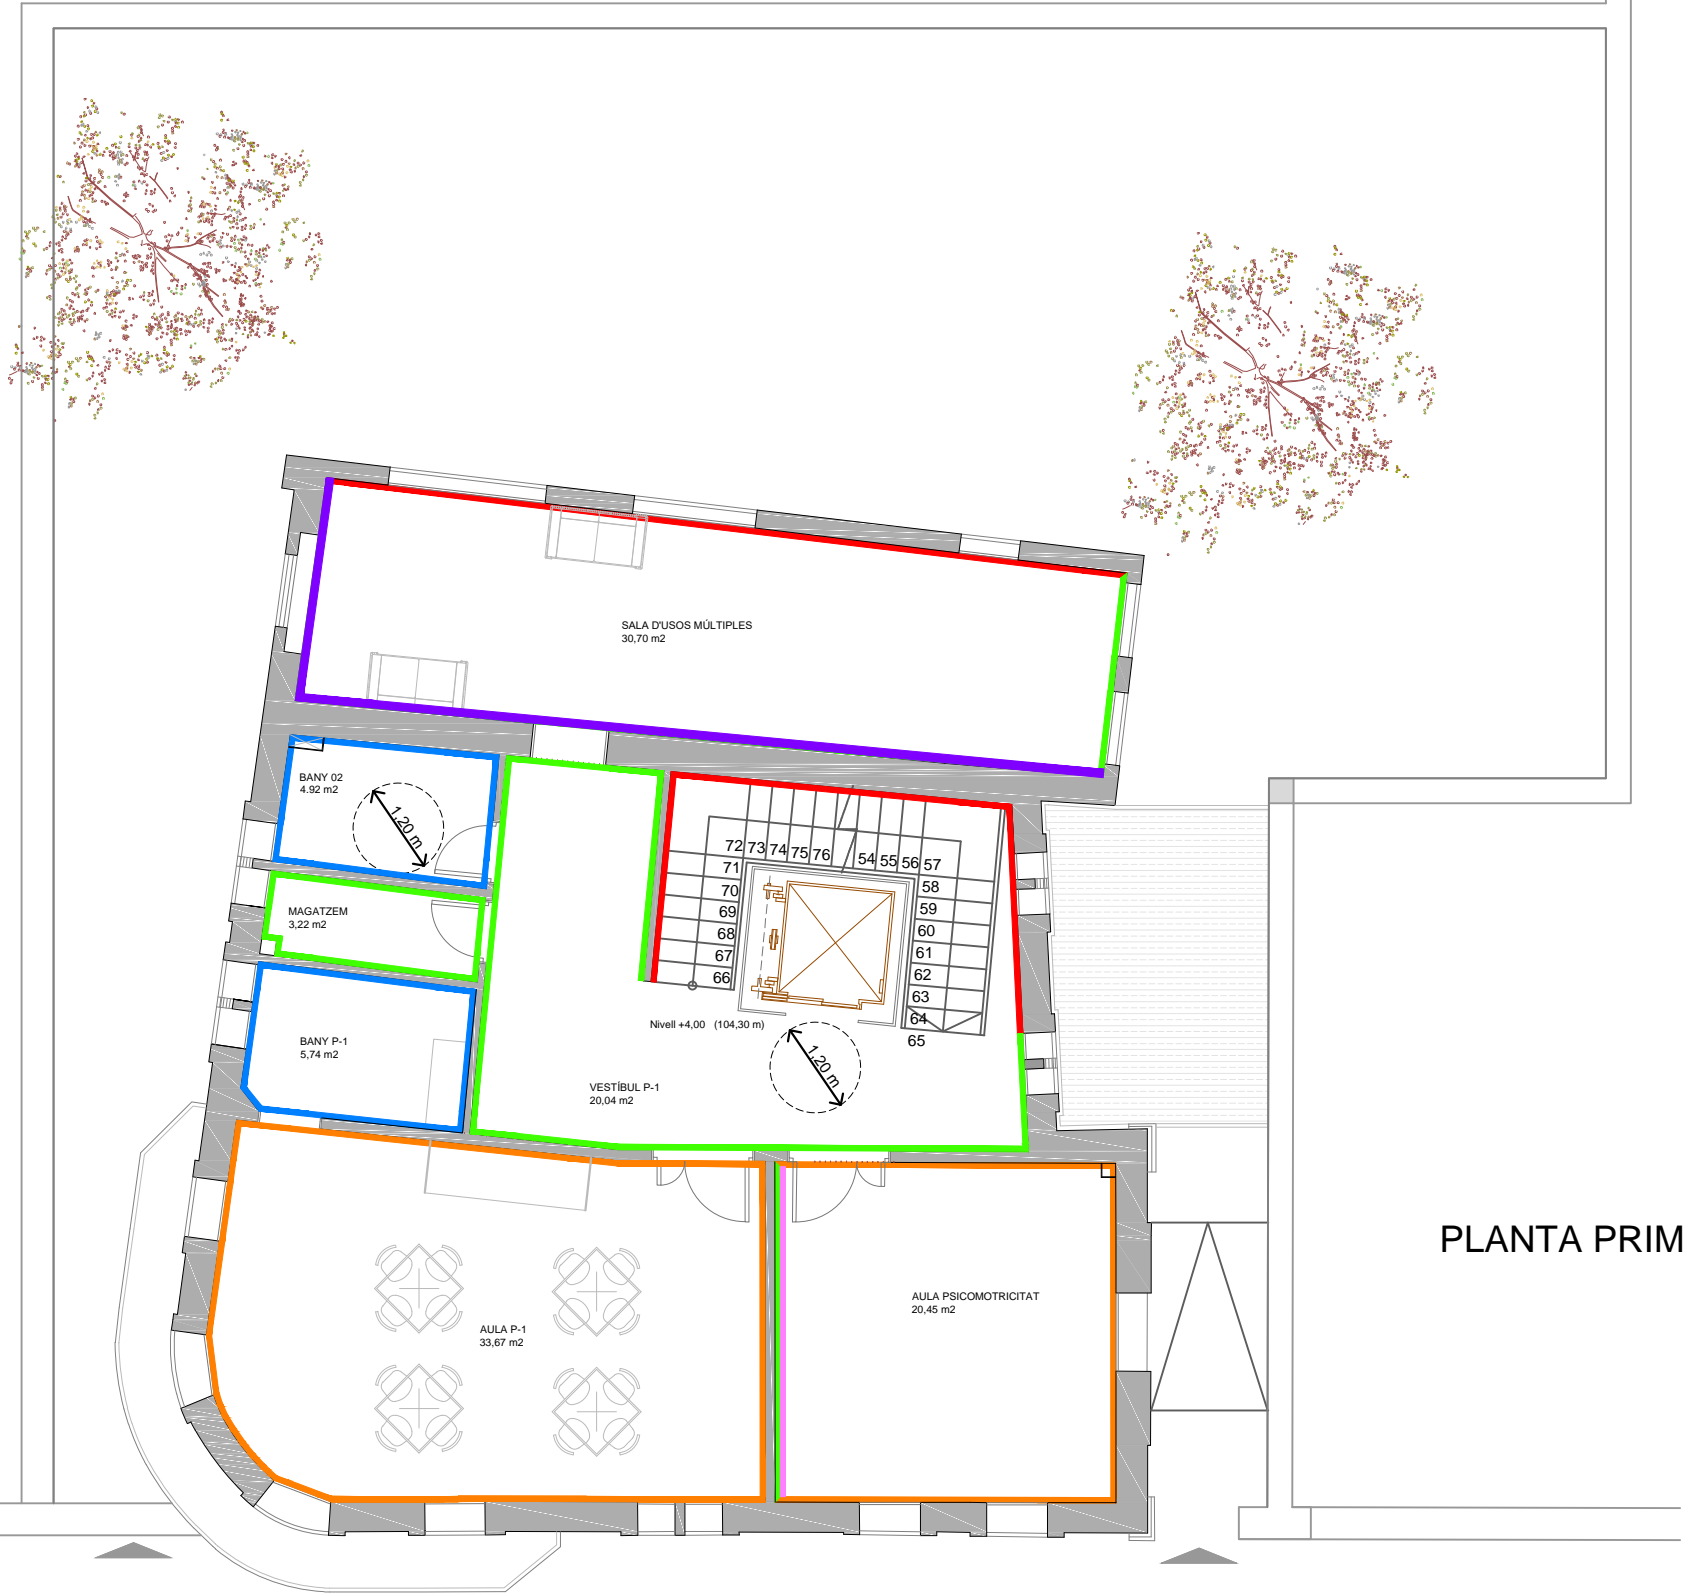 SALA D'USOS MÚLTIPLES
30,70 m2
BANY 02
4.92 m2
1,20 m
72 73 74 75 76 54 55 56 57
71
58
70
59
69
60
68
61
67
62
66
63
64
65
MAGATZEM
3,22 m2
Nivell +4,00 (104,30 m)
BANY P-1
5,74 m2
1,20 m
VESTÍBUL P-1
20,04 m2
PLANTA PRIM
AULA PSICOMOTRICITAT
20,45 m2
AULA P-1
33,67 m2